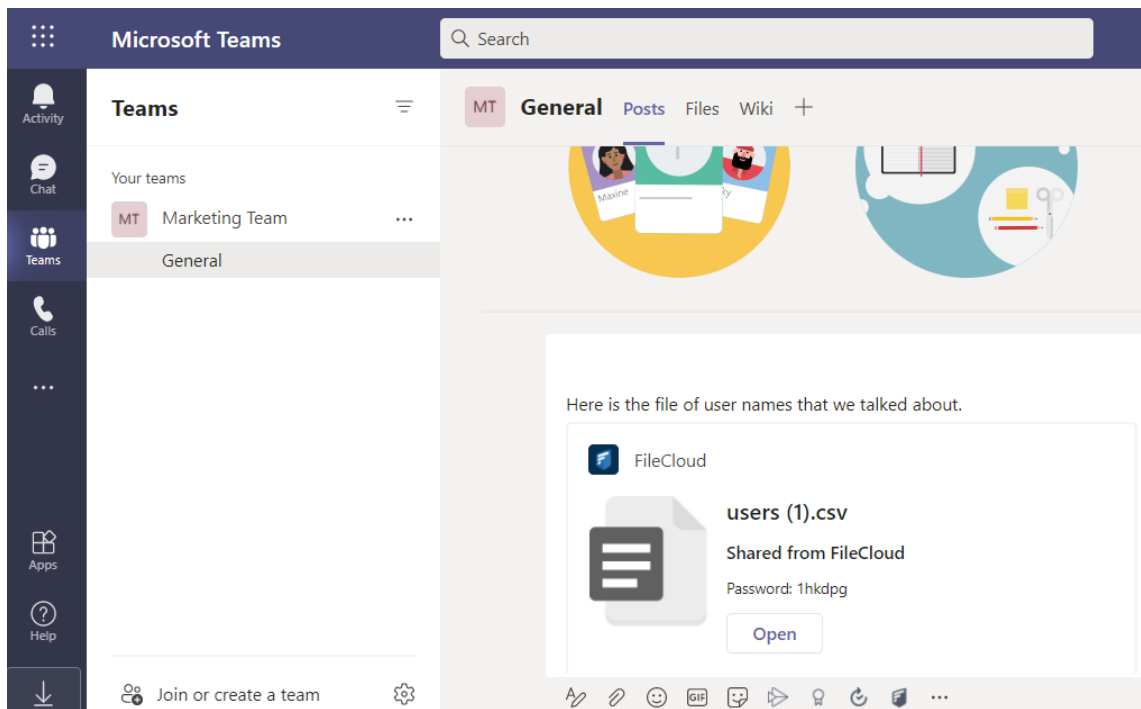 Microsoft Teams
Search
Activity
Chat
Teams
Calls
Apps
Help
Teams
Your teams
MT Marketing Team
General
Join or create a team
MT General Posts Files Wiki
Maxine
ky
Here is the file of user names that we talked about.
FileCloud
users (1).csv
Shared from FileCloud
Password: 1hkdpg
Open
GIF